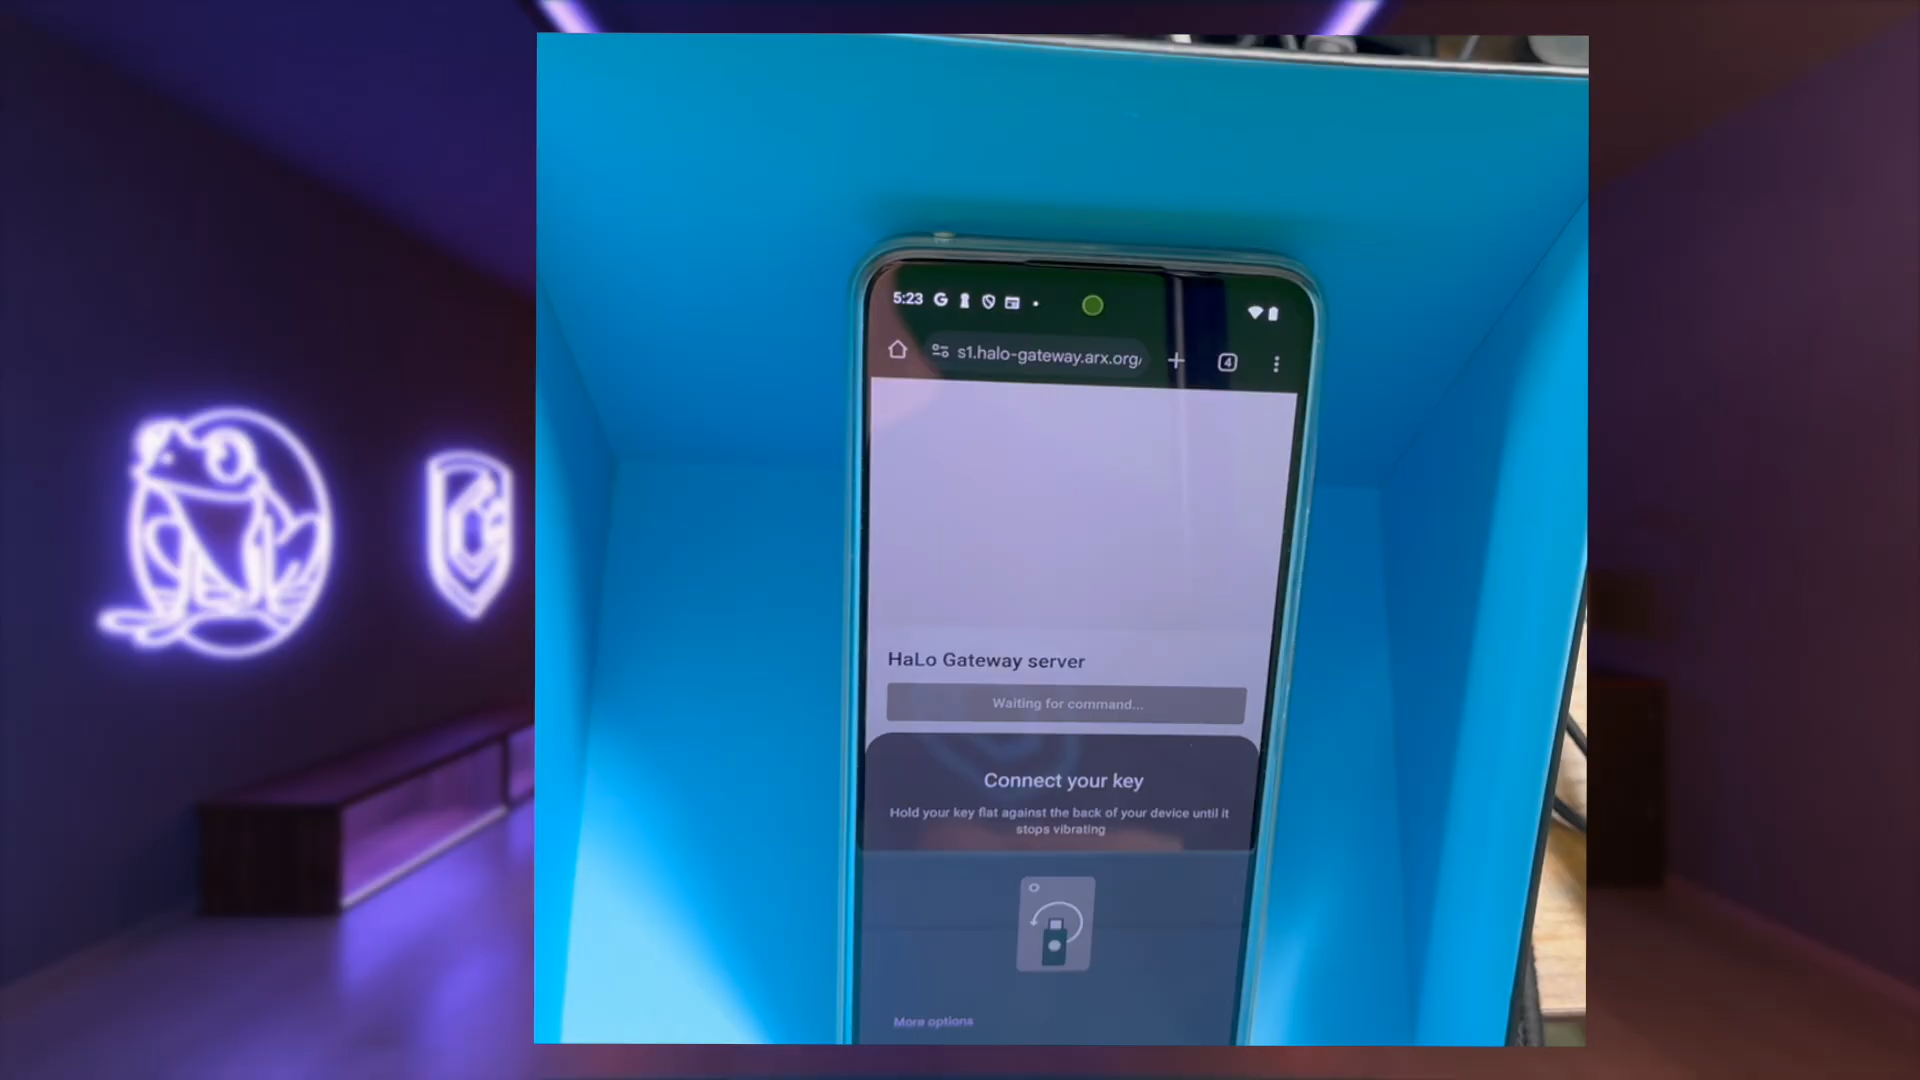 5:23
s1.halo-gateway.arx.org/
4
HaLo Gateway server
Waiting for command...
Connect your key
Hold your key flat against the back of your device until it
stops vibrating
More options